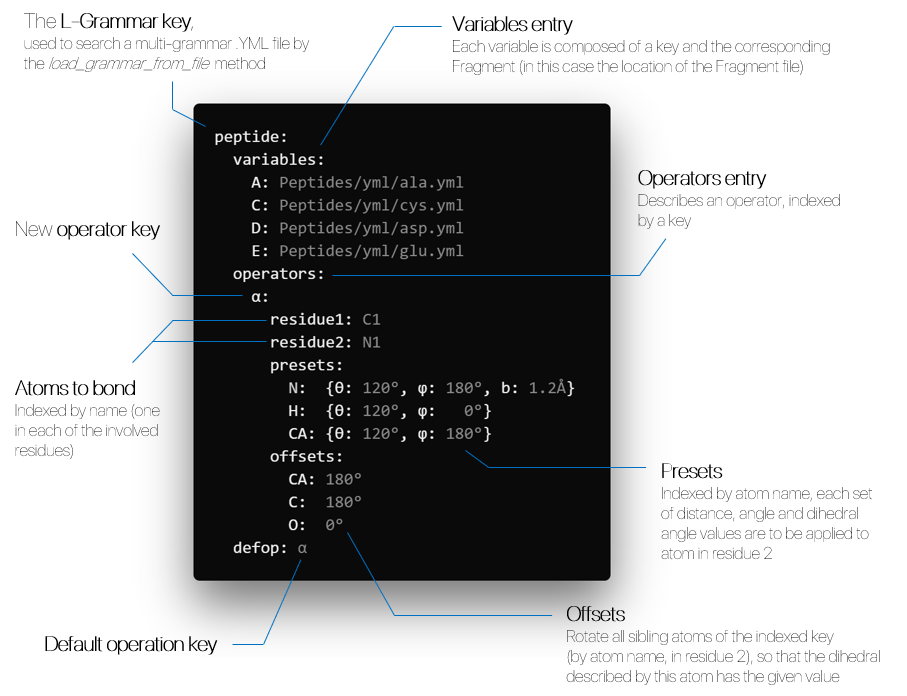 The L-Grammar key,
used to search a multi-grammar .YML file by
the load_grammar_from_file method
Variables entry
Each variable is composed of a key and the corresponding
Fragment (in this case the location of the Fragment file)
peptide:
variables:
A: Peptides/yml/ala.yml
C: Peptides/yml/cys.yml
D: Peptides/yml/asp.yml
E: Peptides/yml/glu.yml
operators:
α:
residue1: C1
residue2: N1
presets:
N: {θ: 120°, φ: 180°, b: 1.2Å}
H: {θ: 120°, φ: 0°}
CA: {θ: 120°, φ: 180°}
offsets:
CA: 180°
C: 180°
O: 0°
defop: α
Operators entry
Describes an operator, indexed
by a key
New operator key
Atoms to bond
Indexed by name (one
in each of the involved
residues)
Presets
Indexed by atom name, each set
of distance, angle and dihedral
angle values are to be applied to
atom in residue 2
Offsets
Rotate all sibling atoms of the indexed key
(by atom name, in residue 2), so that the dihedral
described by this atom has the given value
Default operation key